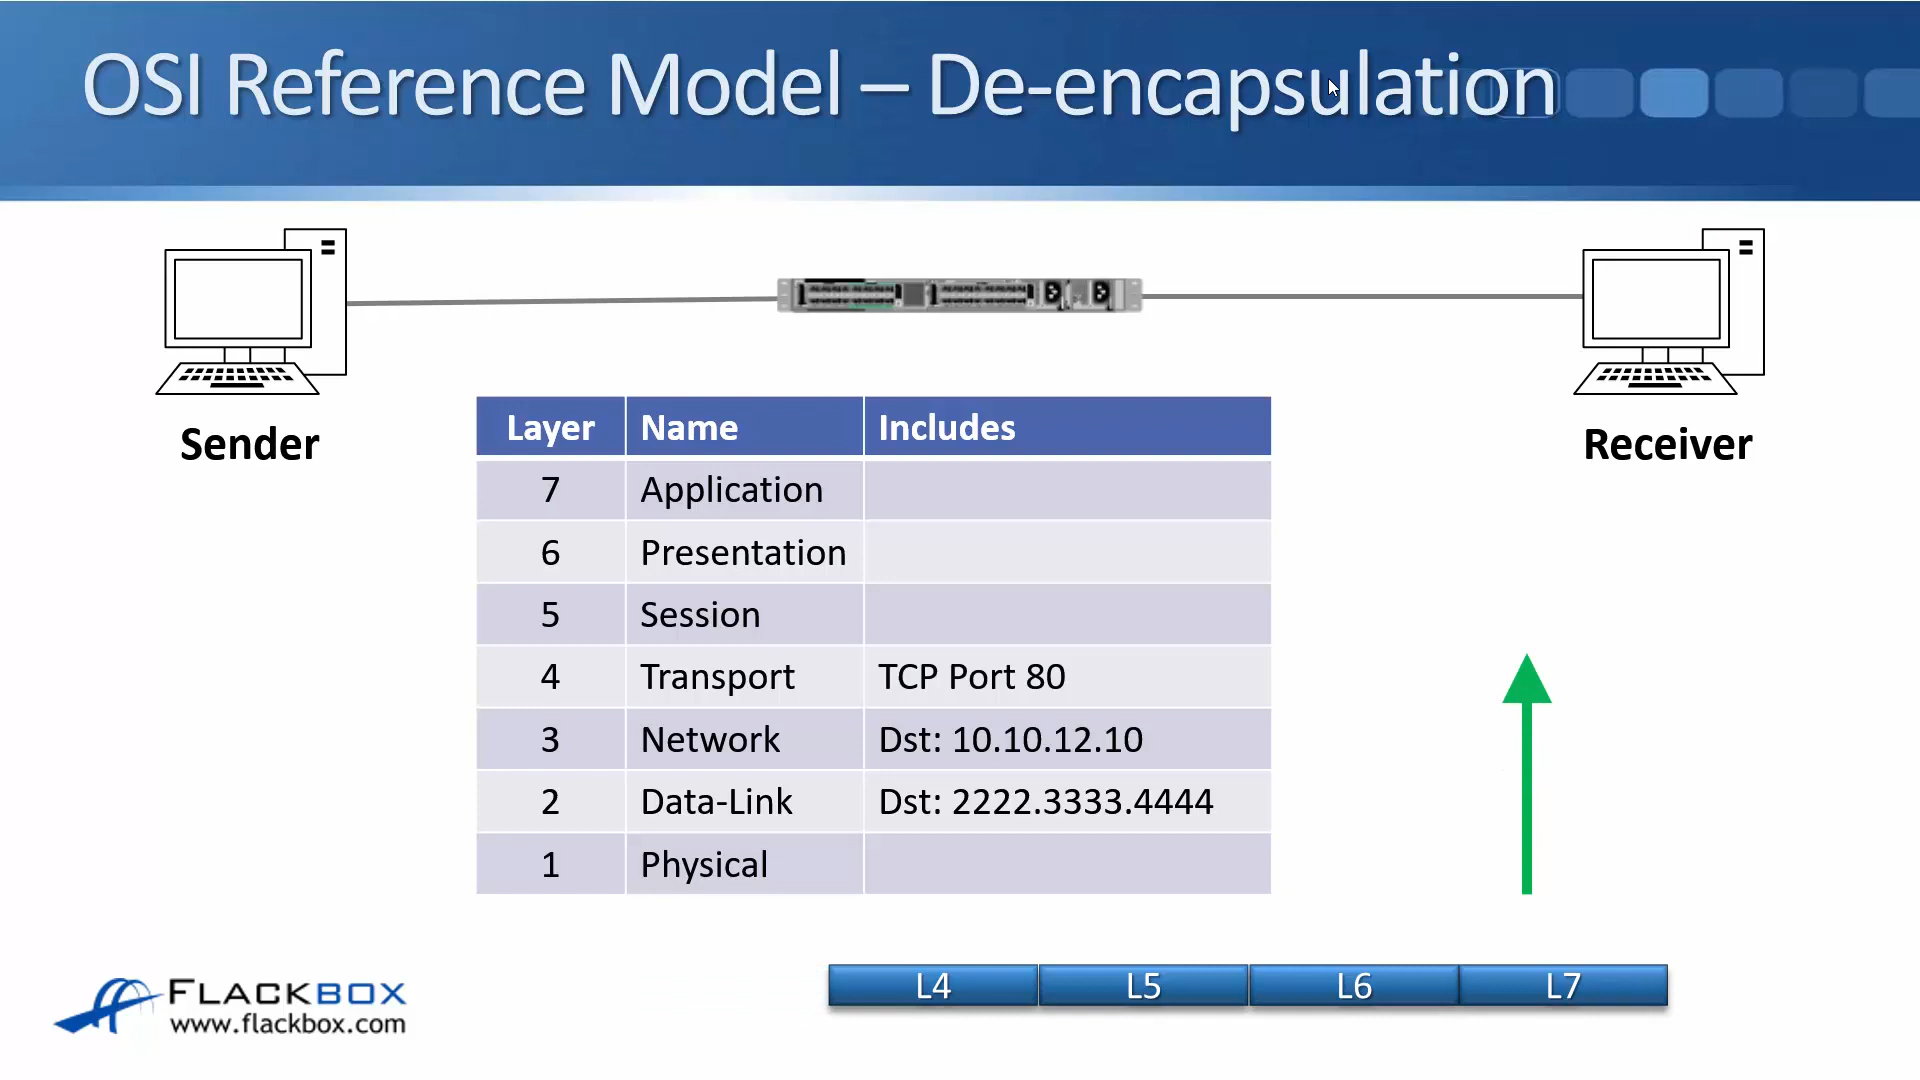 OSI Reference Model – De-encapsulation
Sender
Receiver
Layer Name Includes
7 Application
6 Presentation
5 Session
4 Transport TCP Port 80
3 Network Dst: 10.10.12.10
2 Data-Link Dst: 2222.3333.4444
1 Physical
L4 L5 L6 L7
FLACKBOX
www.flackbox.com